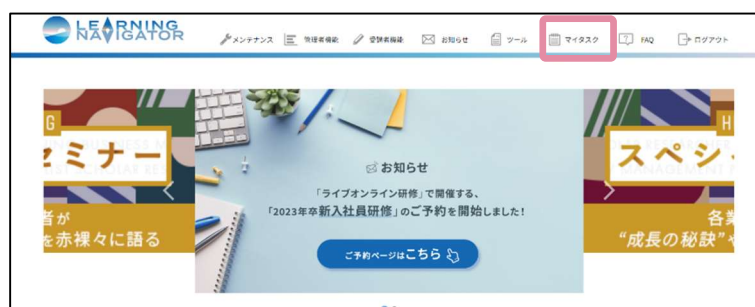 LEARNING
NAVIGATOR
メンテナンス 管理者機能 受講者機能 お知らせ ツール マイタスク FAQ ログアウト
G
セミナー
者が
を赤裸々に語る
お知らせ
「ライブオンライン研修」で開催する、
「2023年卒新入社員研修」のご予約を開始しました！
ご予約ページはこちら
H
スペシ
各業
“成長の秘訣”や